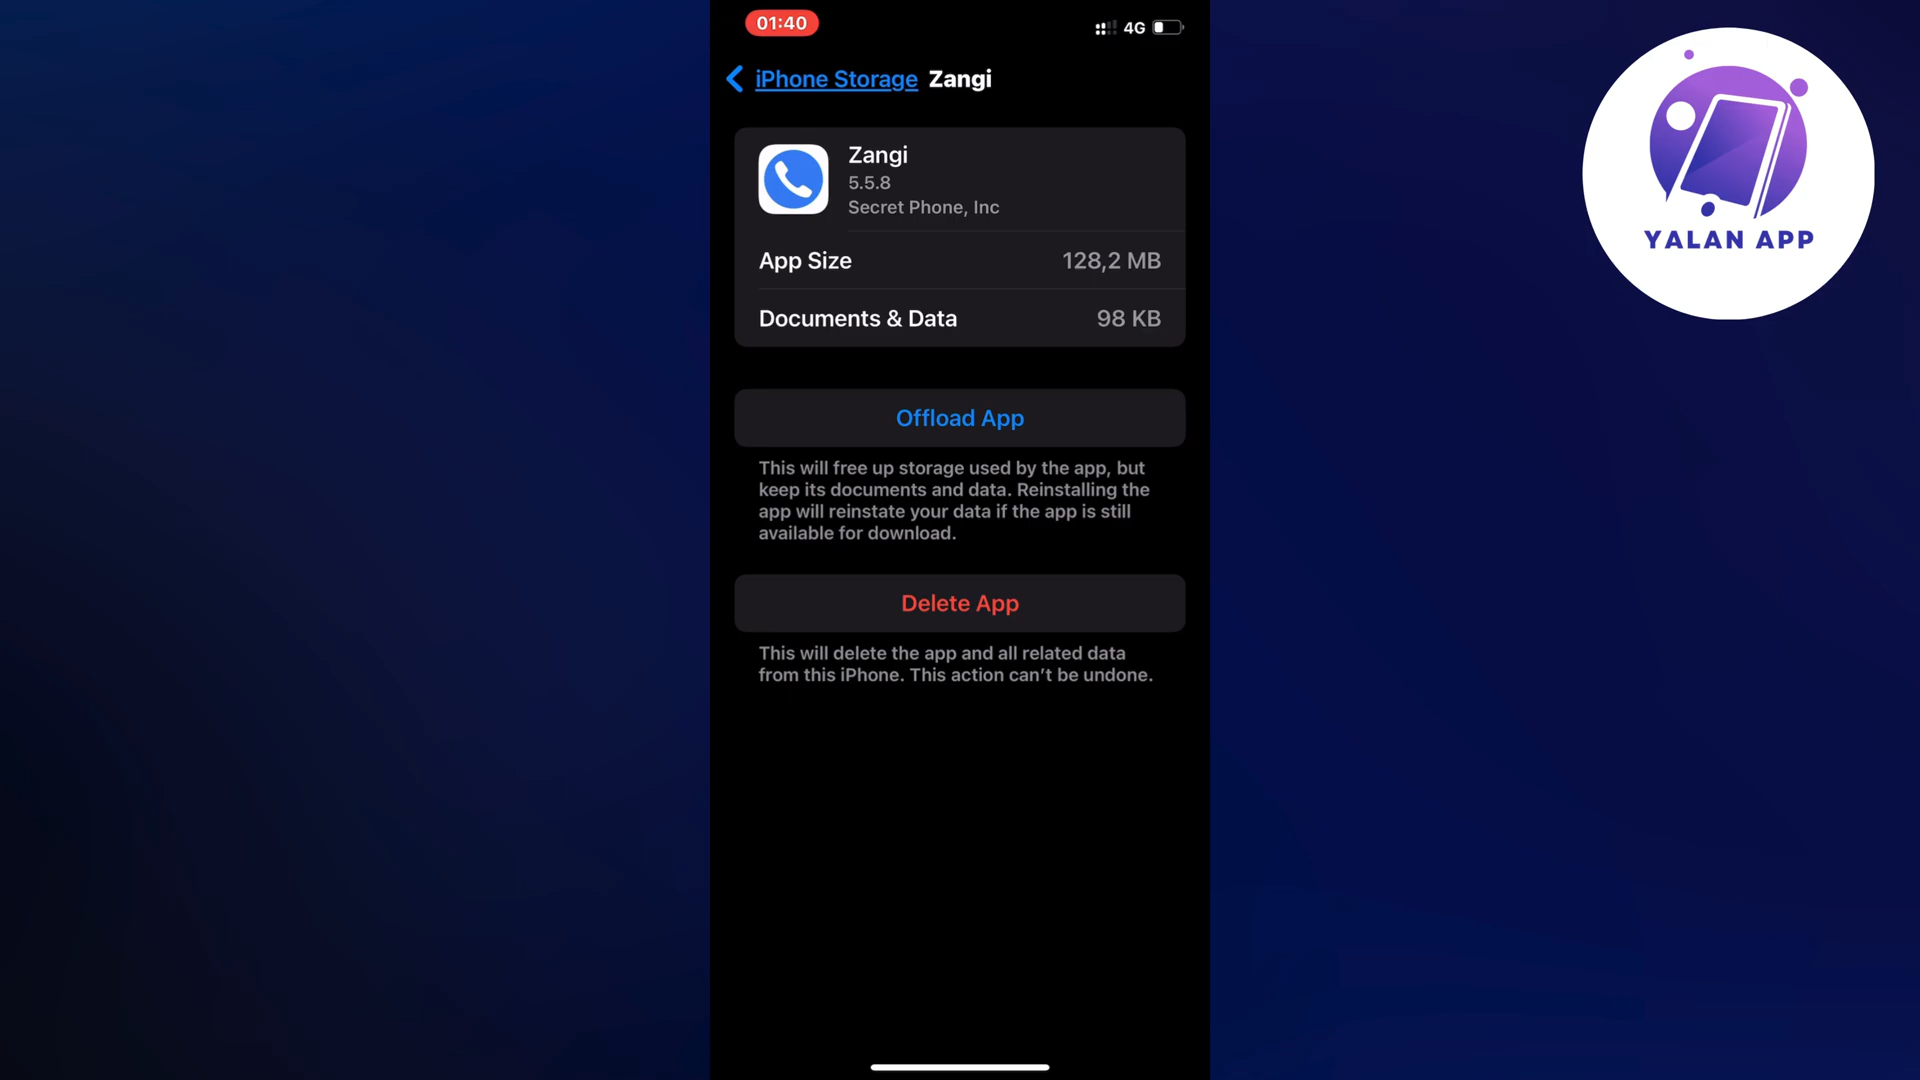 01:40
4G
iPhone Storage Zangi
Zangi
5.5.8
Secret Phone, Inc
App Size 128,2 MB
Documents & Data 98 KB
Offload App
This will free up storage used by the app, but
keep its documents and data. Reinstalling the
app will reinstate your data if the app is still
available for download.
Delete App
This will delete the app and all related data
from this iPhone. This action can’t be undone.
YALAN APP